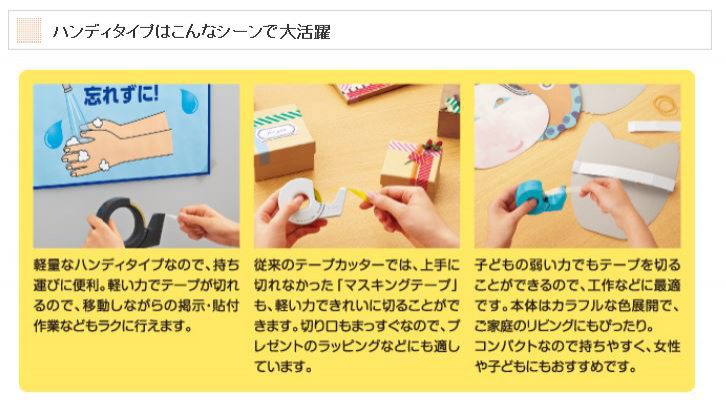 ハンディタイプはこんなシーンで大活躍
忘れずに!
軽量なハンディタイプなので、持ち
運びに便利。軽い力でテープが切れ
るので、移動しながらの掲示・貼付
作業などもラクに行えます。
従来のテープカッターでは、上手に
切れなかった「マスキングテープ」
も、軽い力できれいに切ることがで
きます。切り口もまっすぐなので、プ
レゼントのラッピングなどにも適し
ています。
子どもの弱い力でもテープを切る
ことができるので、工作などに最適
です。本体はカラフルな色展開で、
ご家庭のリビングにもぴったり。
コンパクトなので持ちやすく、女性
や子どもにもおすすめです。